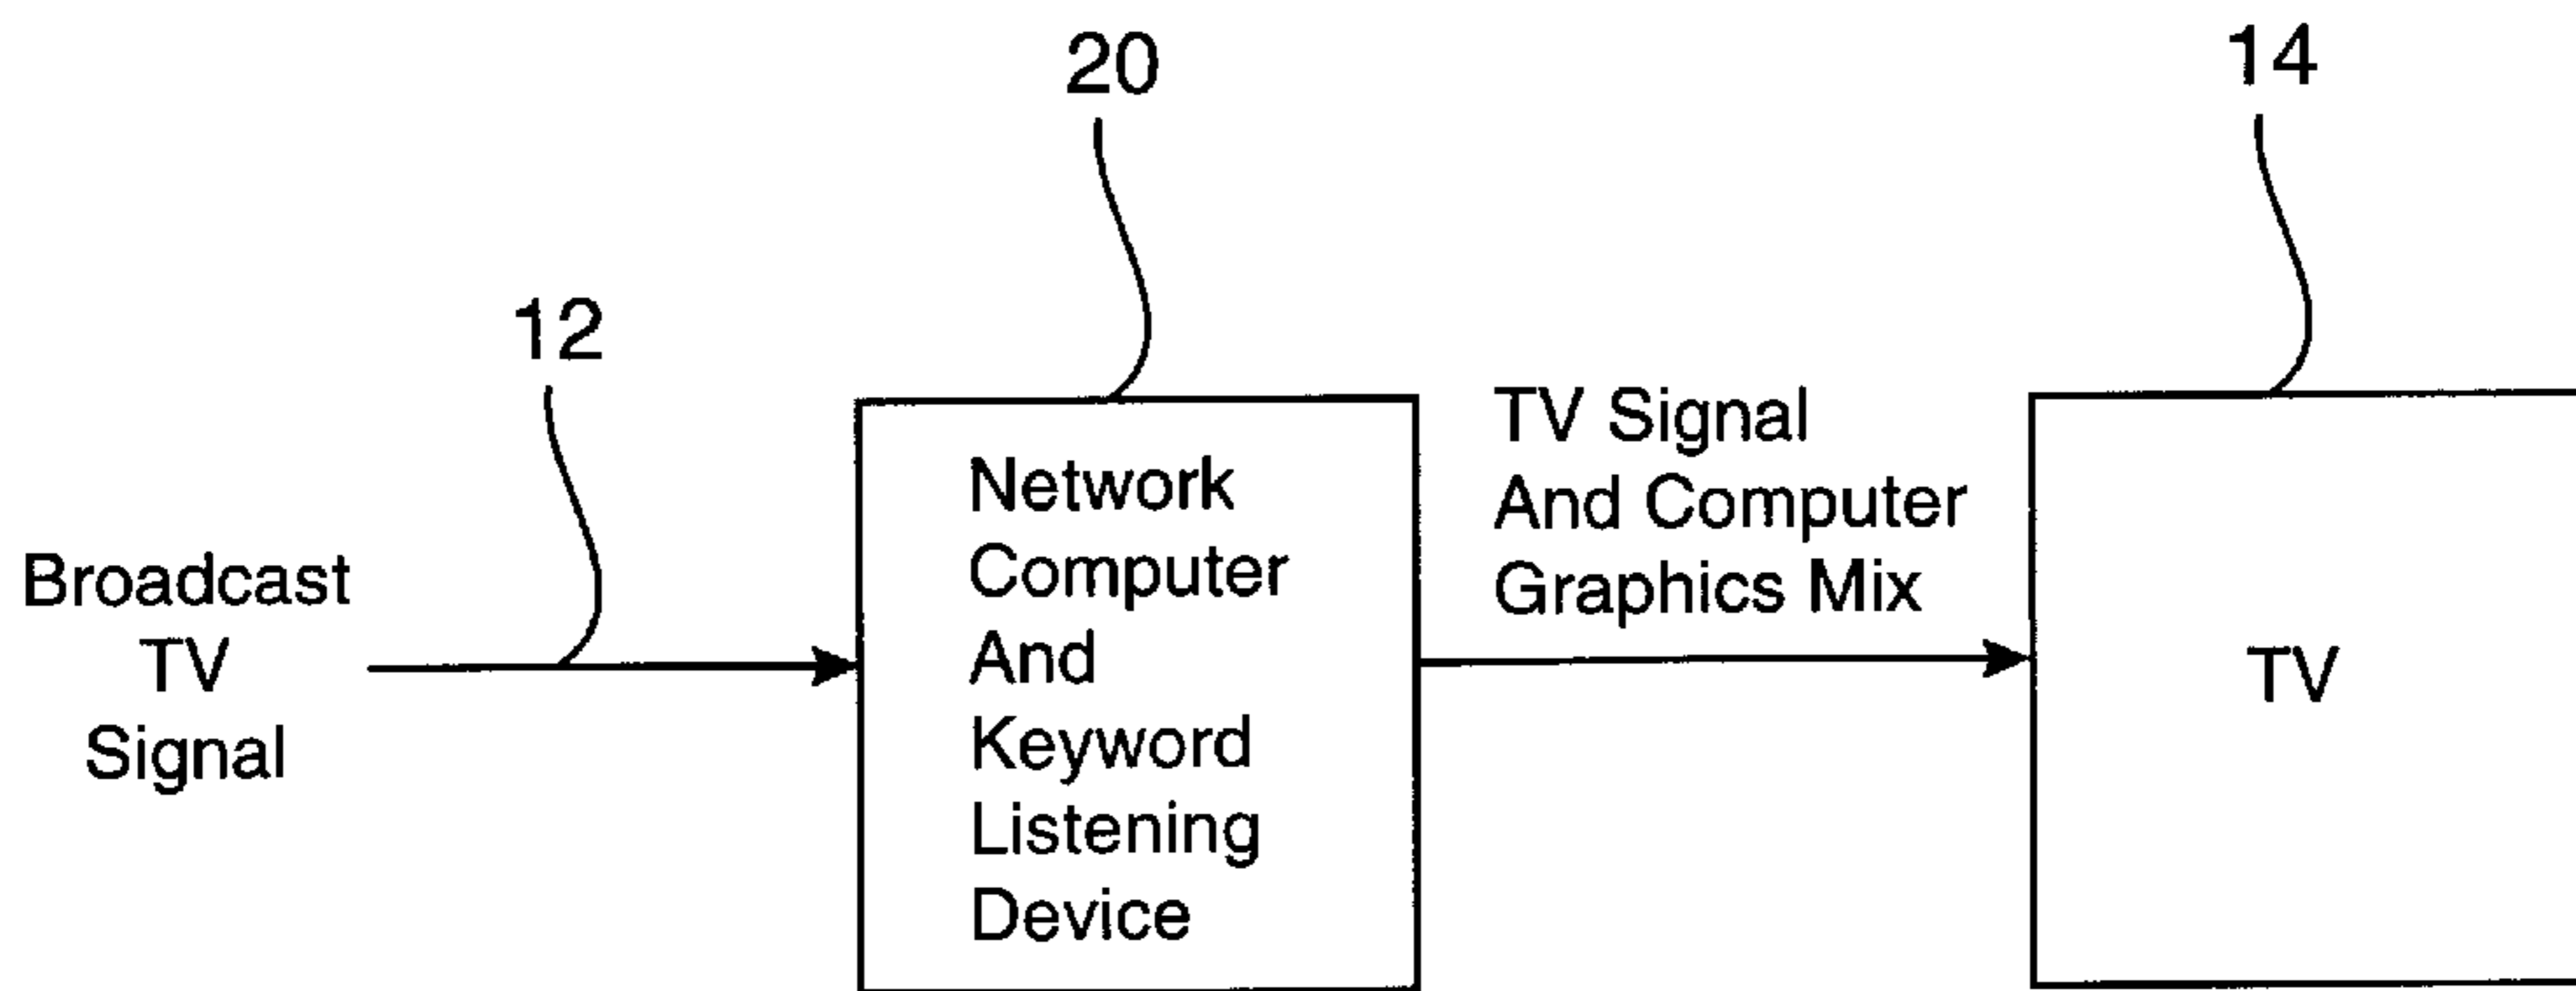 20
14
12
Broadcast
TV
Signal
Network
Computer
And
Keyword
Listening
Device
TV Signal
And Computer
Graphics Mix
TV